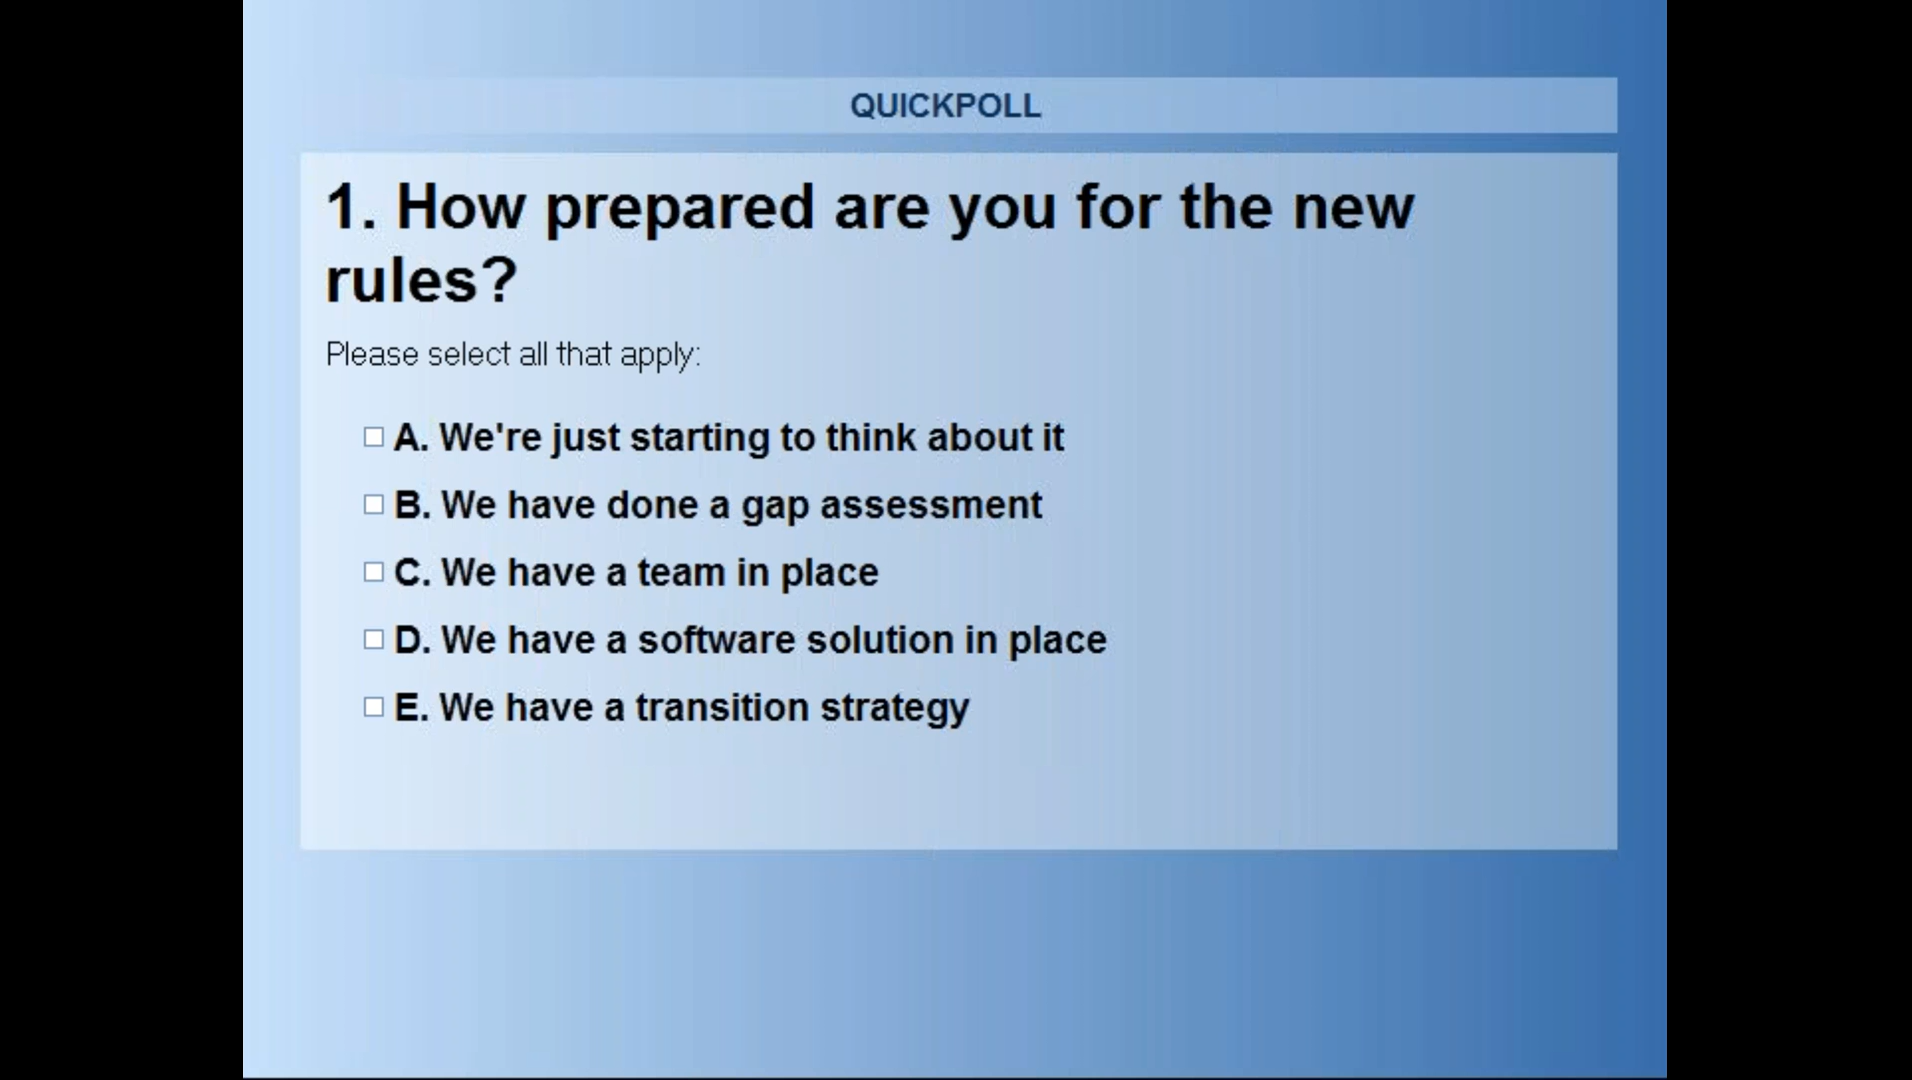 QUICKPOLL
1. How prepared are you for the new
rules?
Please select all that apply:
A. We're just starting to think about it
B. We have done a gap assessment
C. We have a team in place
D. We have a software solution in place
E. We have a transition strategy